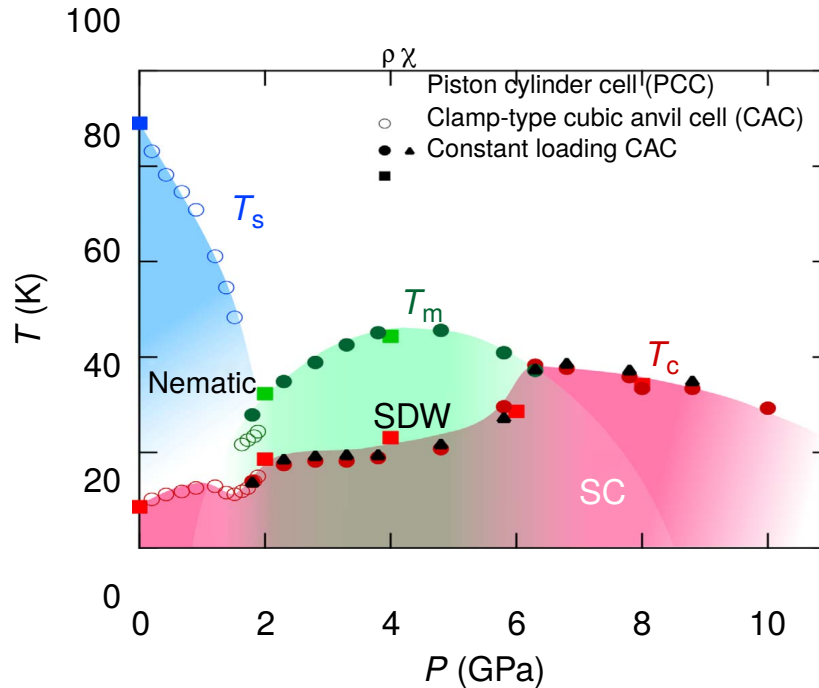 100
ρ χ
Piston cylinder cell (PCC)
Clamp-type cubic anvil cell (CAC)
Constant loading CAC
80
Ts
60
T (K)
Tm
40
Tc
Nematic
SDW
20
SC
0
0 2 4 6 8 10
P (GPa)